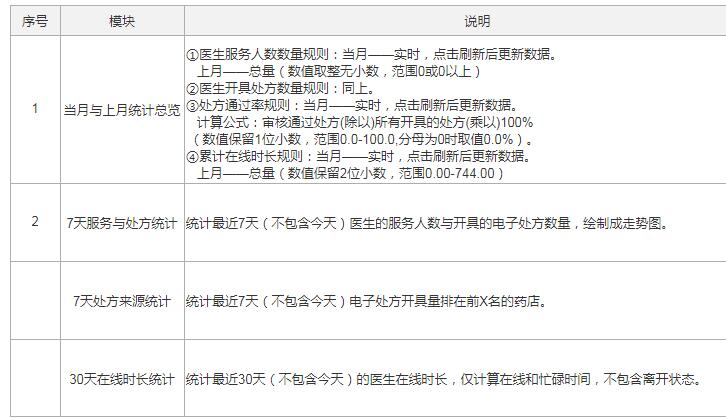 序号 模块 说明
①医生服务人数数量规则：当月——实时，点击刷新后更新数据。
上月——总量（数值取整无小数，范围0或0以上）
②医生开具处方数量规则：同上。
③处方通过率规则：当月——实时，点击刷新后更新数据。
1 当月与上月统计总览
计算公式：审核通过处方(除以)所有开具的处方(乘以)100%
（数值保留1位小数，范围0.0-100.0,分母为0时取值0.0%）。
④累计在线时长规则：当月——实时，点击刷新后更新数据。
上月——总量（数值保留2位小数，范围0.00-744.00）
2 7天服务与处方统计 统计最近7天（不包含今天）医生的服务人数与开具的电子处方数量，绘制成走势图。
7天处方来源统计 统计最近7天（不包含今天）电子处方开具量排在前X名的药店。
30天在线时长统计 统计最近30天（不包含今天）的医生在线时长，仅计算在线和忙碌时间，不包含离开状态。